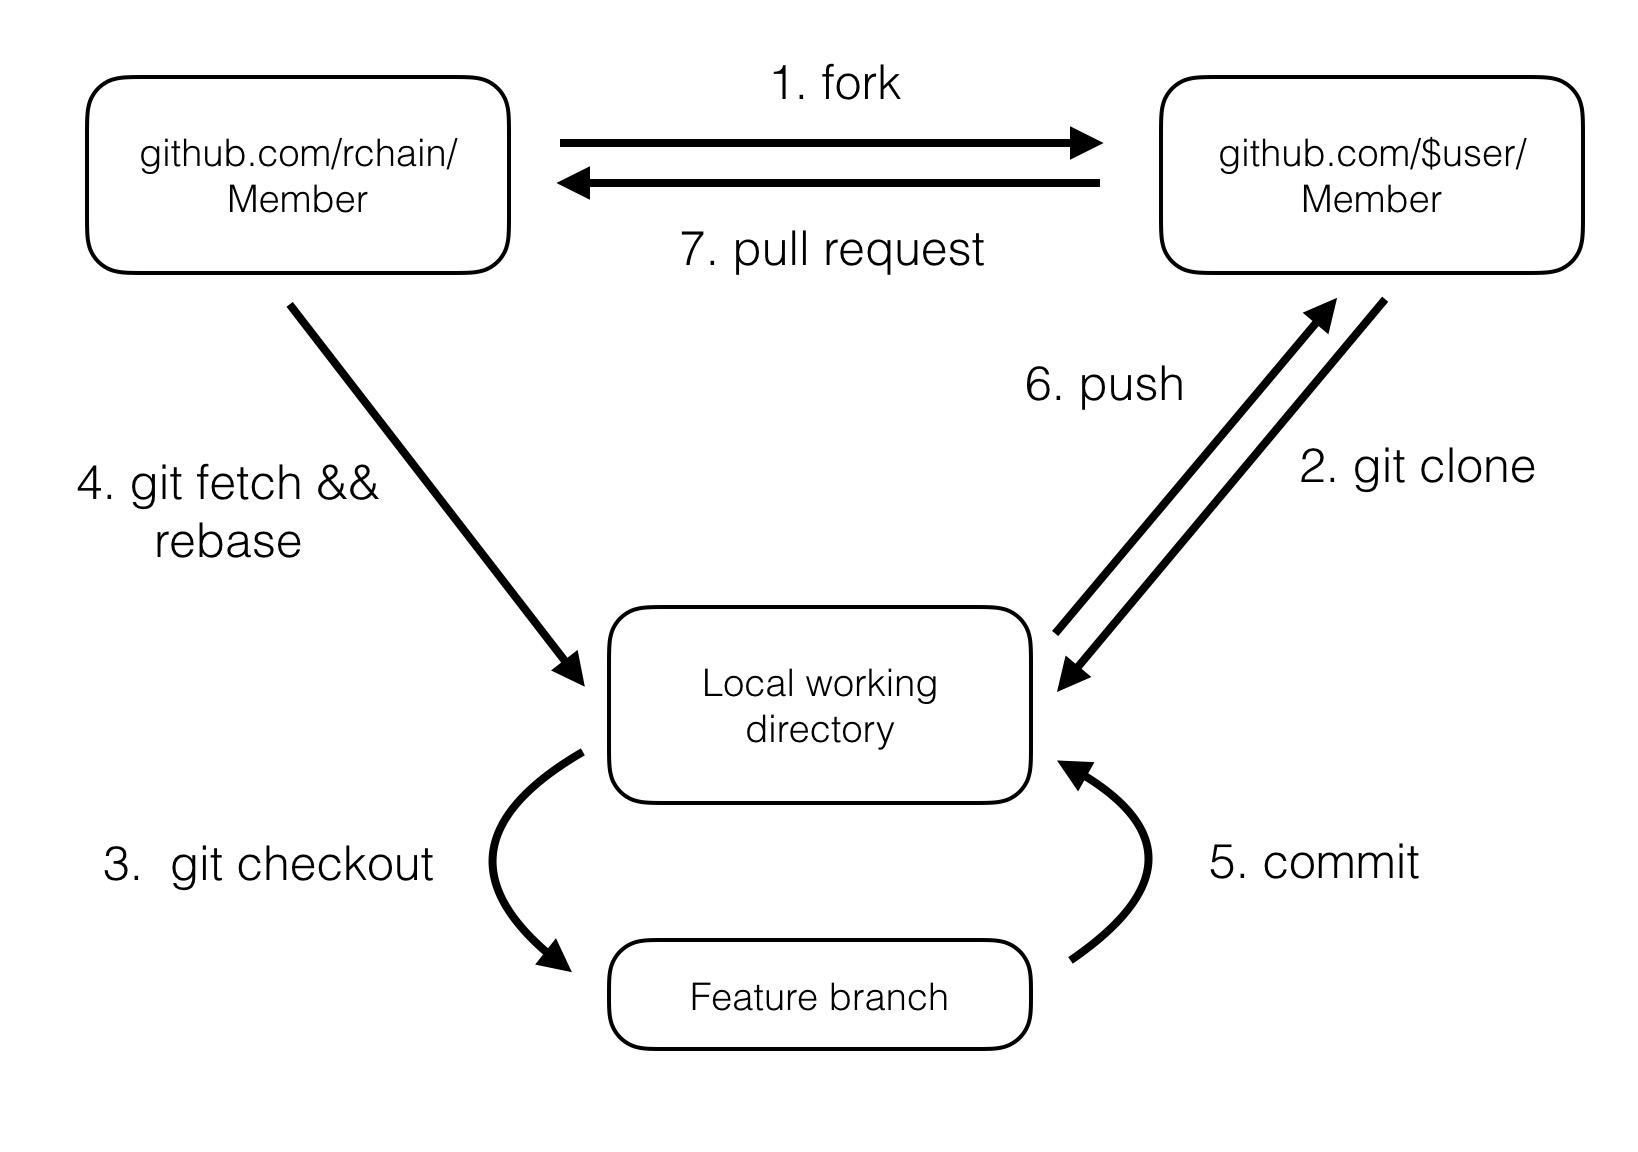 1. fork
github.com/rchain/
Member
github.com/$user/
Member
7. pull request
6. push
2. git clone
4. git fetch &&
rebase
Local working
directory
3. git checkout
5. commit
Feature branch